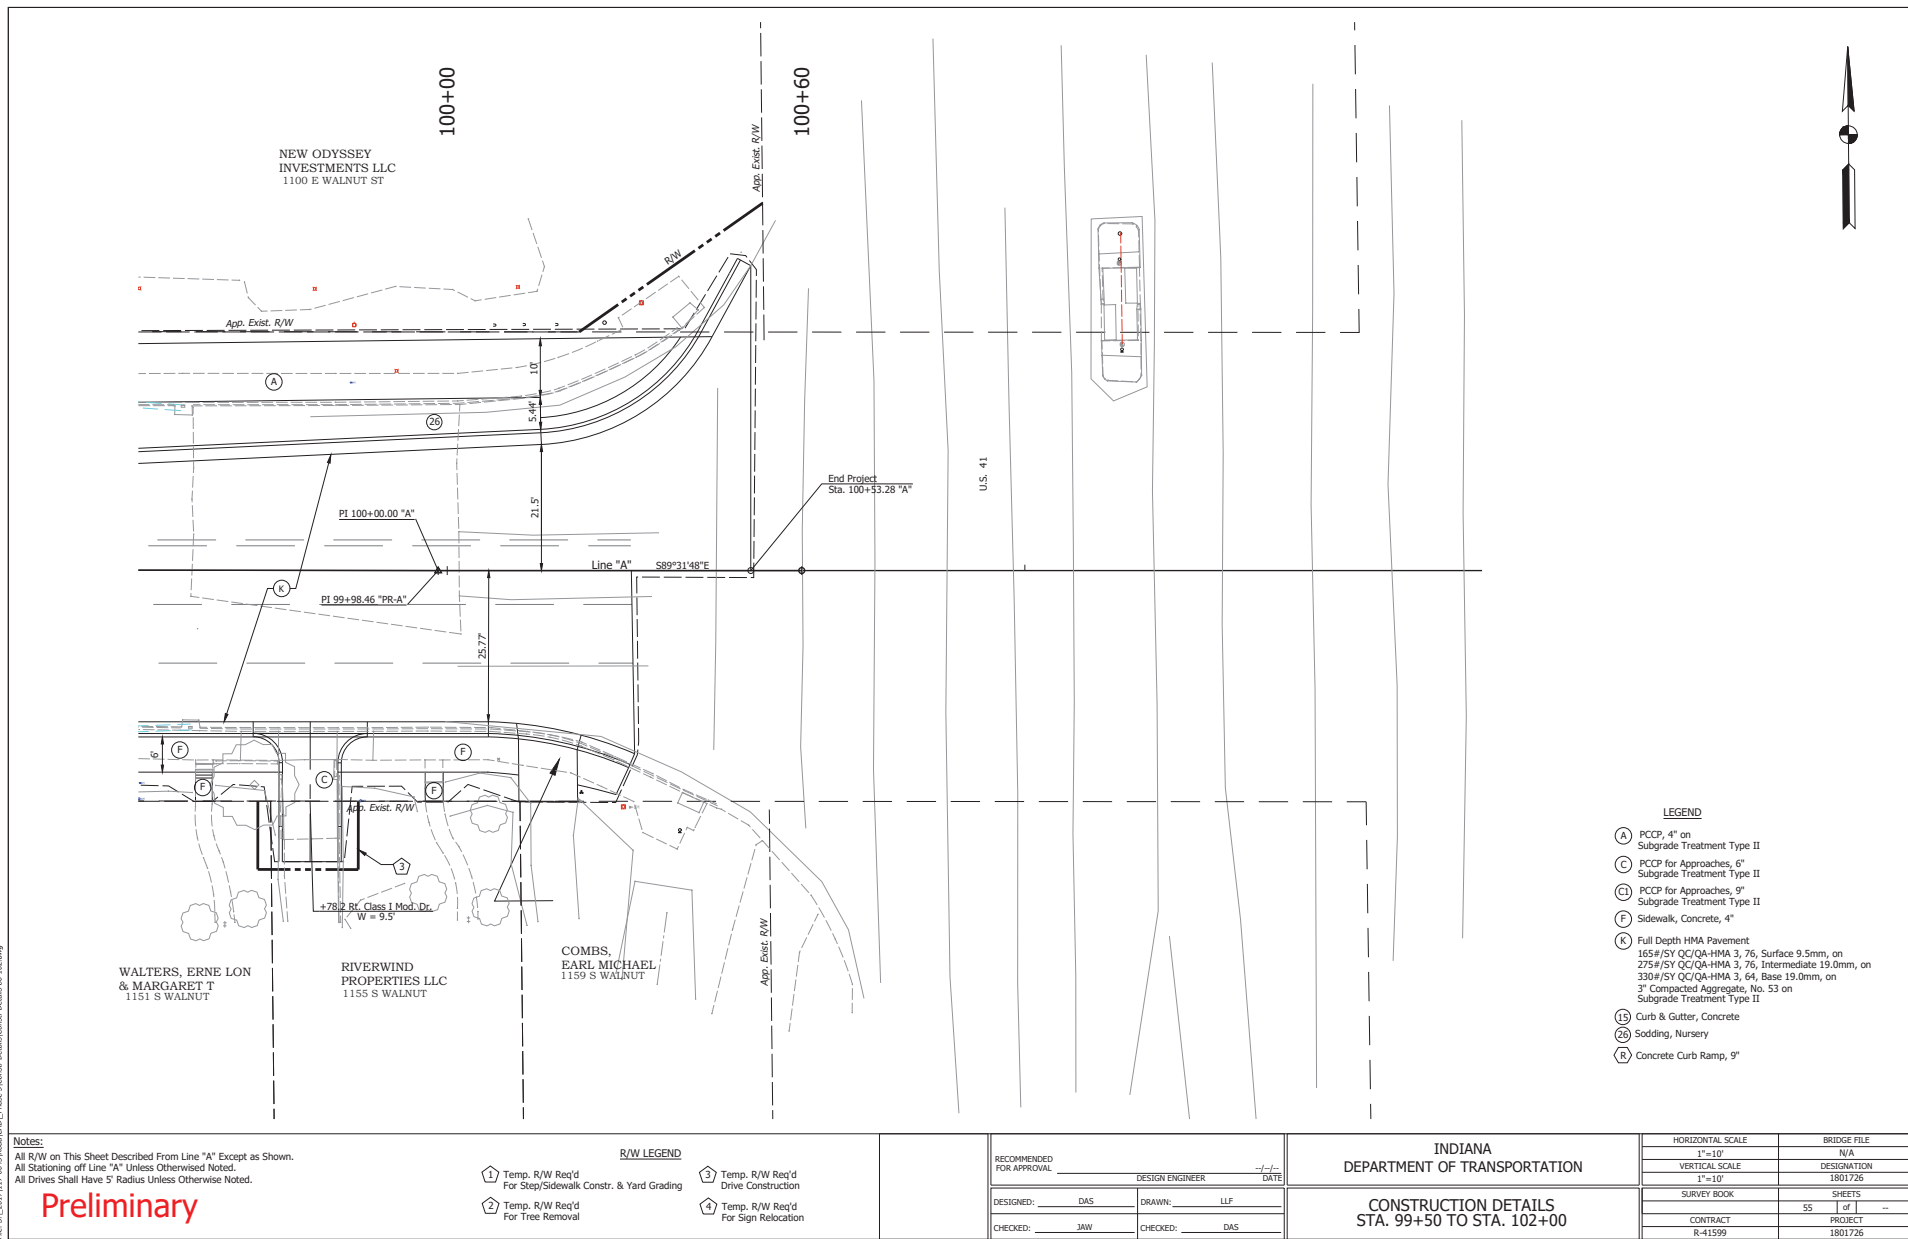 100+00
100+60
NEW ODYSSEY
INVESTMENTS LLC
1100 E WALNUT ST
App. Exist. R/W
R/W
App. Exist. R/W
10'
A
26
5.44'
21.5'
U.S. 41
End Project
Sta. 100+53.28 "A"
PI 100+00.00 "A"
Line "A"
S89°31'48"E
K
PI 99+98.46 "PR-A"
25.77'
6'
F
F
C
F
F
App. Exist. R/W
3
+78.2 Rt. Class I Mod. Dr.
W = 9.5'
App. Exist. R/W
WALTERS, ERNE LON
& MARGARET T
1151 S WALNUT
RIVERWIND
PROPERTIES LLC
1155 S WALNUT
COMBS,
EARL MICHAEL
1159 S WALNUT
LEGEND
A PCCP, 4" on
Subgrade Treatment Type II
C PCCP for Approaches, 6"
Subgrade Treatment Type II
C1 PCCP for Approaches, 9"
Subgrade Treatment Type II
F Sidewalk, Concrete, 4"
K Full Depth HMA Pavement
165#/SY QC/QA-HMA 3, 76, Surface 9.5mm, on
275#/SY QC/QA-HMA 3, 76, Intermediate 19.0mm, on
330#/SY QC/QA-HMA 3, 64, Base 19.0mm, on
3" Compacted Aggregate, No. 53 on
Subgrade Treatment Type II
15 Curb & Gutter, Concrete
26 Sodding, Nursery
R Concrete Curb Ramp, 9"
Notes:
All R/W on This Sheet Described From Line "A" Except as Shown.
All Stationing off Line "A" Unless Otherwised Noted.
All Drives Shall Have 5' Radius Unless Otherwise Noted.
Preliminary
R/W LEGEND
1 Temp. R/W Req'd
For Step/Sidewalk Constr. & Yard Grading
2 Temp. R/W Req'd
For Tree Removal
3 Temp. R/W Req'd
Drive Construction
4 Temp. R/W Req'd
For Sign Relocation
RECOMMENDED
FOR APPROVAL
--/--/--
DESIGN ENGINEER DATE
DESIGNED: DAS DRAWN: LLF
CHECKED: JAW CHECKED: DAS
INDIANA
DEPARTMENT OF TRANSPORTATION
CONSTRUCTION DETAILS
STA. 99+50 TO STA. 102+00
HORIZONTAL SCALE BRIDGE FILE
1"=10' N/A
VERTICAL SCALE DESIGNATION
1"=10' 1801726
SURVEY BOOK SHEETS
55 of --
CONTRACT PROJECT
R-41599 1801726